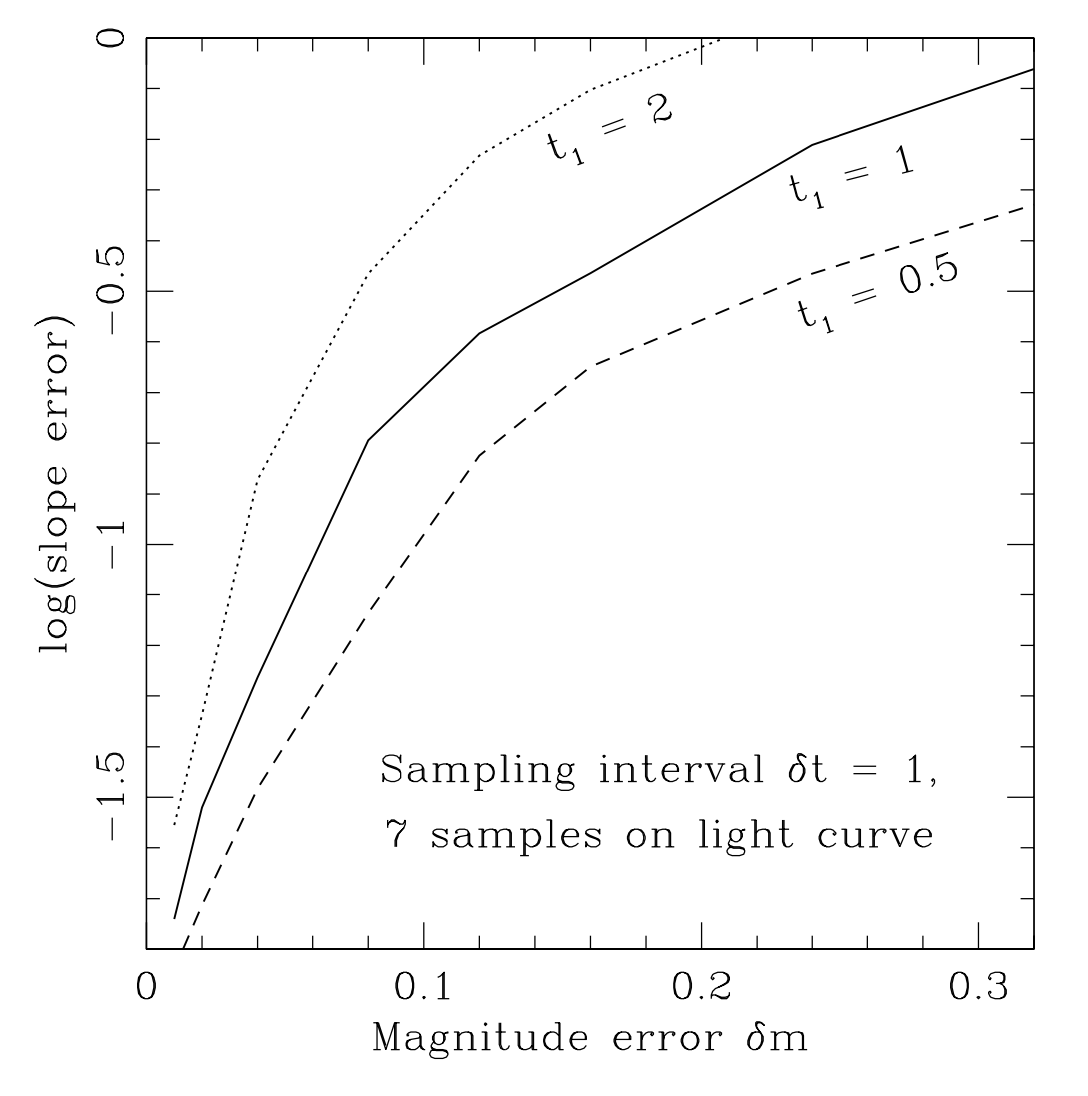 0
−0.5
−1
−1.5
log(slope error)
t₁ = 2
t₁ = 1
t₁ = 0.5
Sampling interval δt = 1,
7 samples on light curve
0 0.1 0.2 0.3
Magnitude error δm